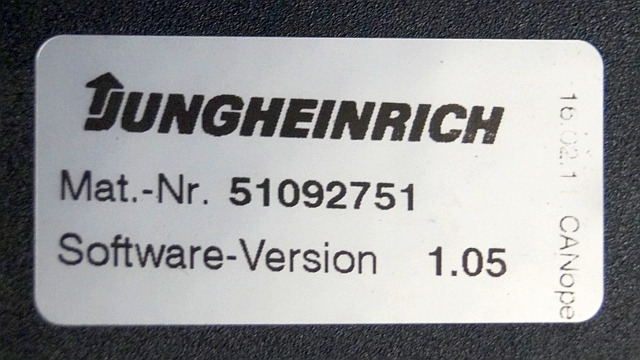 JUNGHEINRICH
Mat.-Nr. 51092751
Software-Version 1.05
CANope